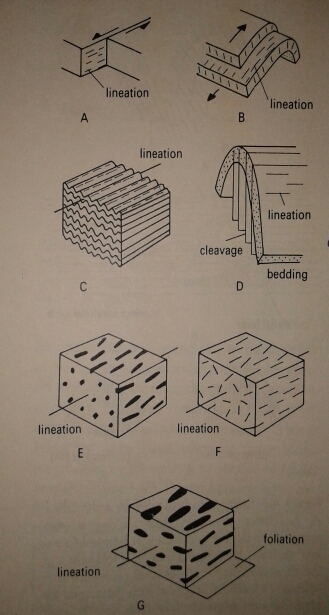 lineation
A
lineation
B
lineation
C
lineation
cleavage
bedding
D
lineation
E
lineation
F
foliation
lineation
G